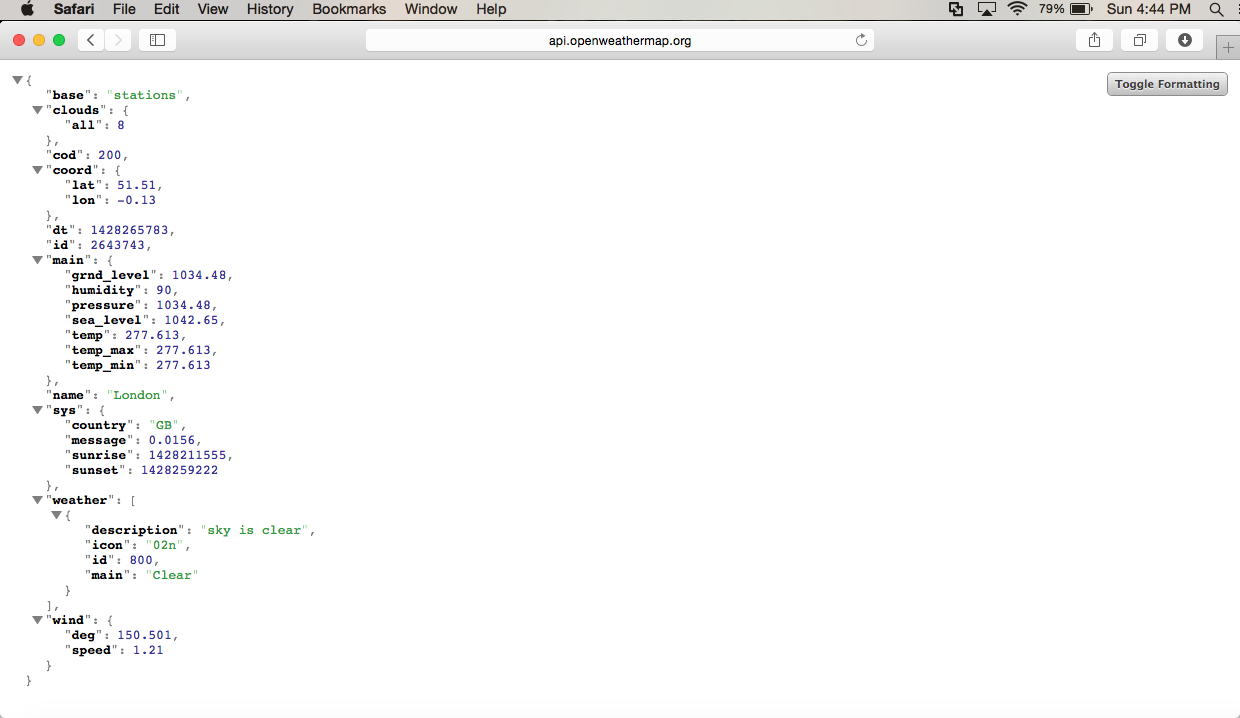 Safari File Edit View History Bookmarks Window Help 79% Sun 4:44 PM
api.openweathermap.org
Toggle Formatting
{
"base": "stations",
"clouds": {
"all": 8
},
"cod": 200,
"coord": {
"lat": 51.51,
"lon": -0.13
},
"dt": 1428265783,
"id": 2643743,
"main": {
"grnd_level": 1034.48,
"humidity": 90,
"pressure": 1034.48,
"sea_level": 1042.65,
"temp": 277.613,
"temp_max": 277.613,
"temp_min": 277.613
},
"name": "London",
"sys": {
"country": "GB",
"message": 0.0156,
"sunrise": 1428211555,
"sunset": 1428259222
},
"weather": [
{
"description": "sky is clear",
"icon": "02n",
"id": 800,
"main": "Clear"
}
],
"wind": {
"deg": 150.501,
"speed": 1.21
}
}